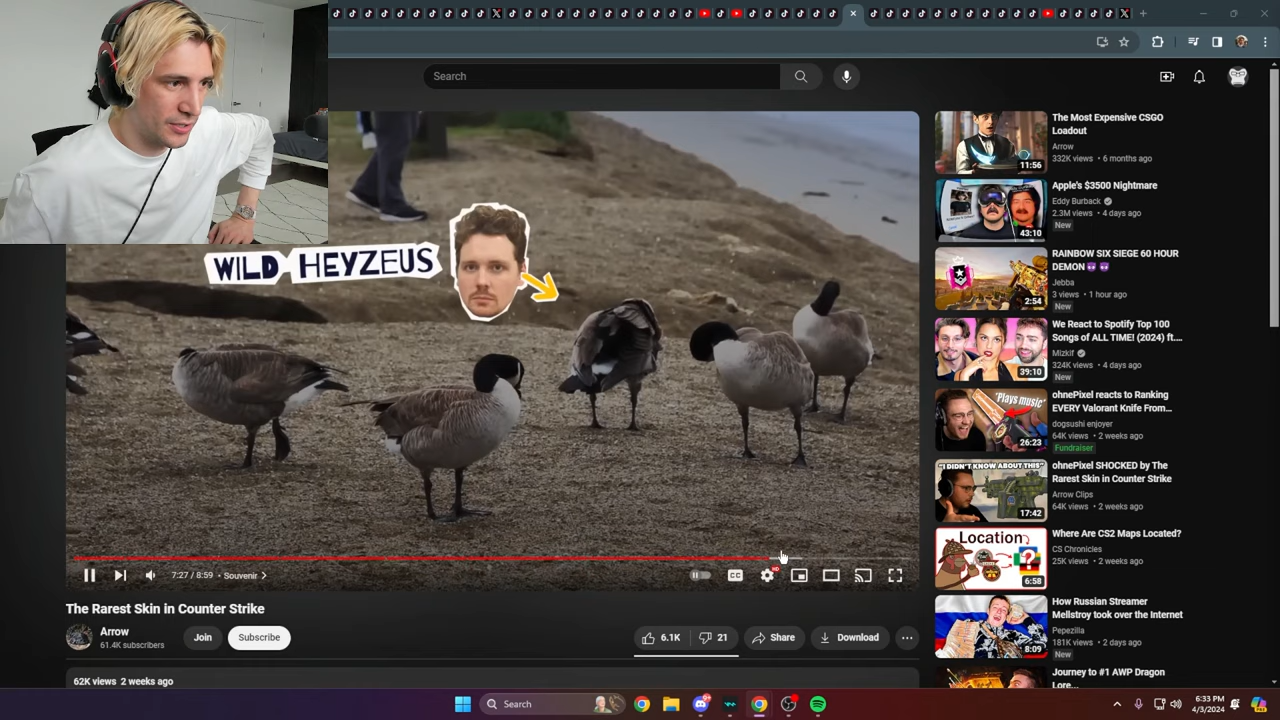 Search
WILD HEYZEUS
7:27 / 8:59 • Souvenir
CC
HD
The Rarest Skin in Counter Strike
Arrow
61.4K subscribers
Join
Subscribe
6.1K
21
Share
Download
62K views 2 weeks ago
11:56
The Most Expensive CSGO
Loadout
Arrow
332K views • 6 months ago
43:10
Apple's $3500 Nightmare
Eddy Burback
2.3M views • 4 days ago
New
2:54
RAINBOW SIX SIEGE 60 HOUR
DEMON
Jebba
3 views • 1 hour ago
New
39:10
We React to Spotify Top 100
Songs of ALL TIME! (2024) ft....
Mizkif
324K views • 4 days ago
New
"Plays music"
26:23
ohnePixel reacts to Ranking
EVERY Valorant Knife From...
dogsushi enjoyer
64K views • 2 weeks ago
Fundraiser
"I DIDN'T KNOW ABOUT THIS"
17:42
ohnePixel SHOCKED by The
Rarest Skin in Counter Strike
Arrow Clips
64K views • 2 weeks ago
Location
?
6:58
Where Are CS2 Maps Located?
CS Chronicles
25K views • 2 weeks ago
8:09
How Russian Streamer
Mellstroy took over the Internet
Pepezilla
181K views • 2 days ago
New
Journey to #1 AWP Dragon
Lore...
Search
6:33 PM
4/3/2024